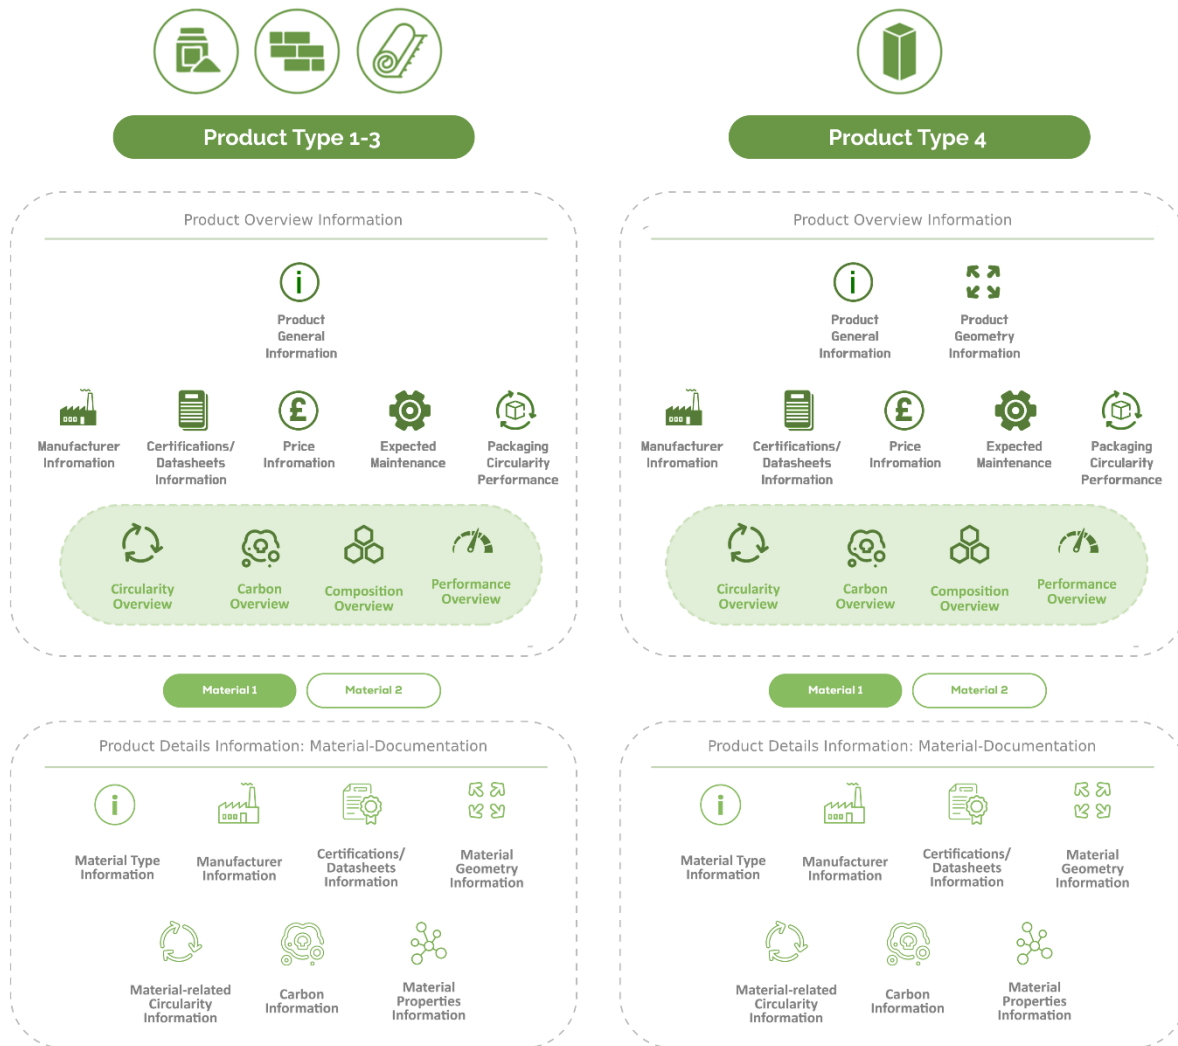 Product Type 1-3
Product Overview Information
i
Product
General
Information
Manufacturer
Infromation
Certifications/
Datasheets
Information
£
Price
Infromation
Expected
Maintenance
Packaging
Circularity
Performance
Circularity
Overview
Carbon
Overview
Composition
Overview
Performance
Overview
Material 1
Material 2
Product Details Information: Material-Documentation
i
Material Type
Information
Manufacturer
Information
Certifications/
Datasheets
Information
Material
Geometry
Information
Material-related
Circularity
Information
Carbon
Information
Material
Properties
Information
Product Type 4
Product Overview Information
i
Product
General
Information
Product
Geometry
Information
Manufacturer
Infromation
Certifications/
Datasheets
Information
£
Price
Infromation
Expected
Maintenance
Packaging
Circularity
Performance
Circularity
Overview
Carbon
Overview
Composition
Overview
Performance
Overview
Material 1
Material 2
Product Details Information: Material-Documentation
i
Material Type
Information
Manufacturer
Information
Certifications/
Datasheets
Information
Material
Geometry
Information
Material-related
Circularity
Information
Carbon
Information
Material
Properties
Information